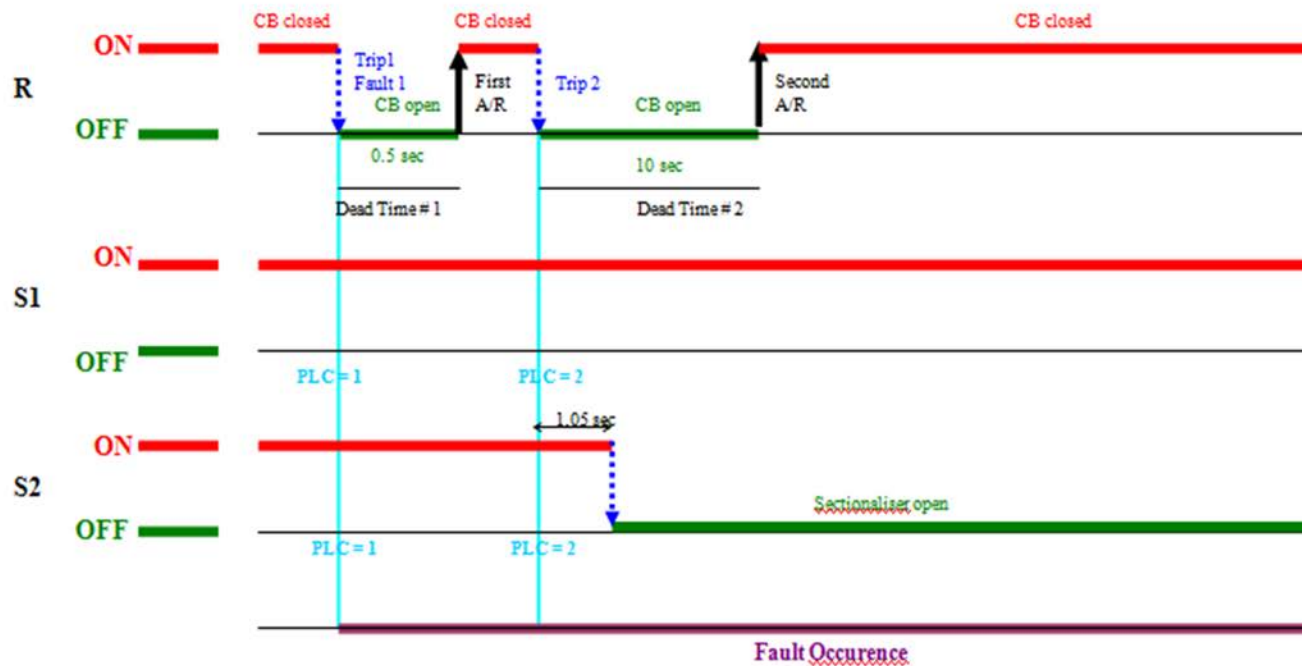 CB closed
CB closed
CB closed
ON
R
OFF
Trip1
Fault 1
CB open
First
A/R
Trip 2
CB open
Second
A/R
0.5 sec
10 sec
Dead Time # 1
Dead Time # 2
ON
S1
OFF
PLC = 1
PLC = 2
1.05 sec
ON
S2
OFF
Sectionaliser open
PLC = 1
PLC = 2
Fault Occurence